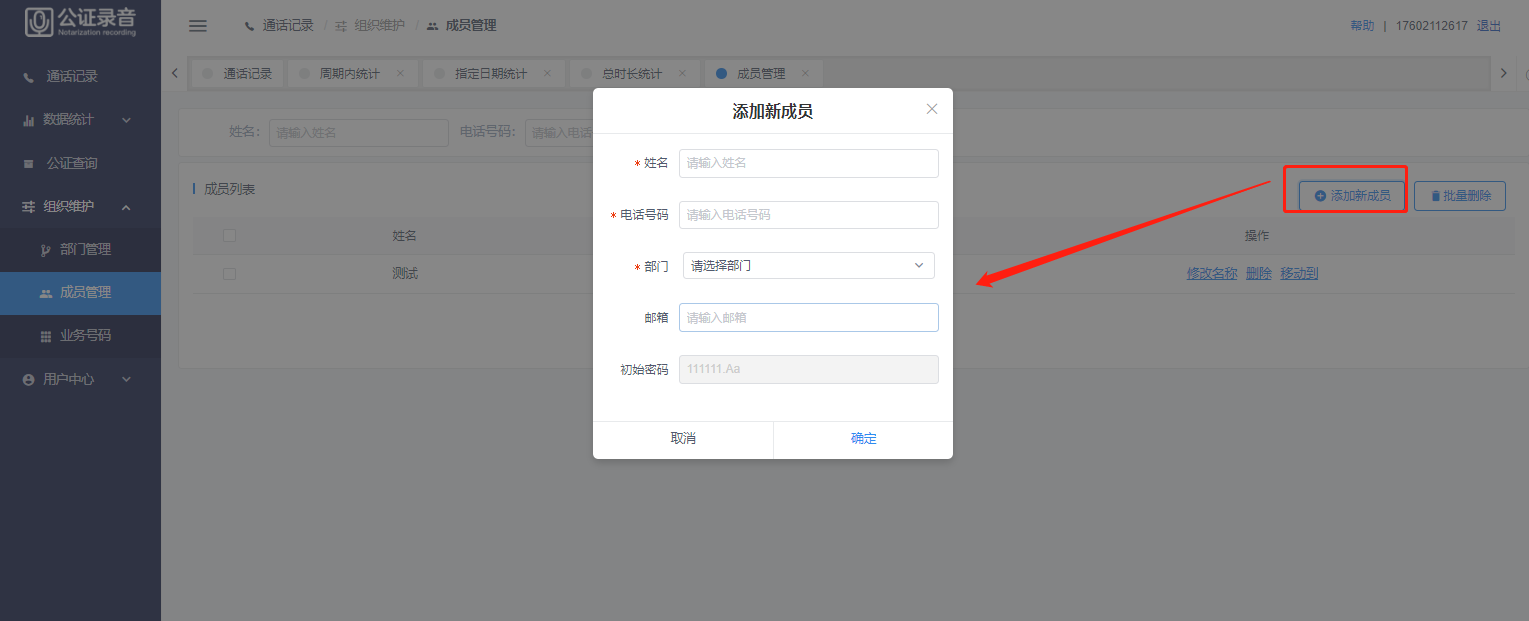 公证录音
Notarization recording
通话记录 / 组织维护 / 成员管理
帮助 | 17602112617 退出
通话记录
数据统计
公证查询
组织维护
部门管理
成员管理
业务号码
用户中心
通话记录 周期内统计 × 指定日期统计 × 总时长统计 × 成员管理 ×
姓名: 请输入姓名 电话号码: 请输入电话
成员列表
添加新成员 批量删除
姓名 操作
测试 修改名称 删除 移动到
添加新成员
* 姓名 请输入姓名
* 电话号码 请输入电话号码
* 部门 请选择部门
邮箱 请输入邮箱
初始密码 111111.Aa
取消 确定